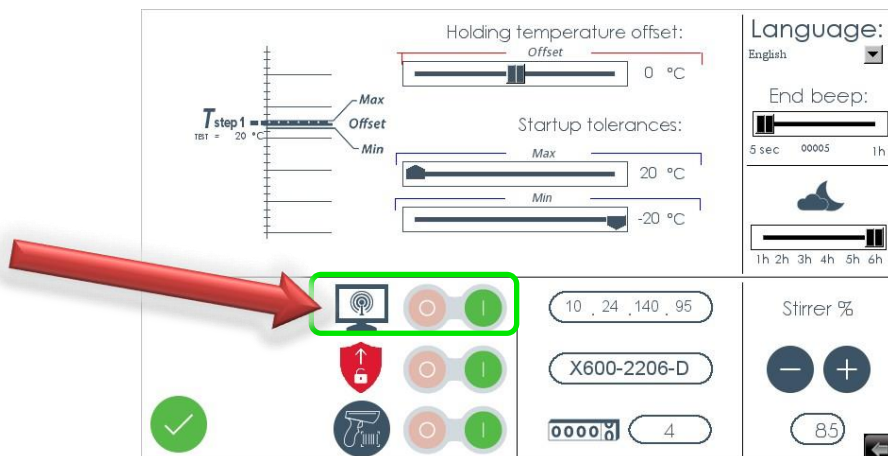 Holding temperature offset:
Offset
0 °C
Max
Offset
Min
T step 1
TEST = 20 °C
Startup tolerances:
Max
20 °C
Min
-20 °C
Language:
English
End beep:
5 sec 00005 1h
1h 2h 3h 4h 5h 6h
O I
10 . 24 . 140 . 95
Stirrer %
O I
X600-2206-D
- +
O I
00008
4
85